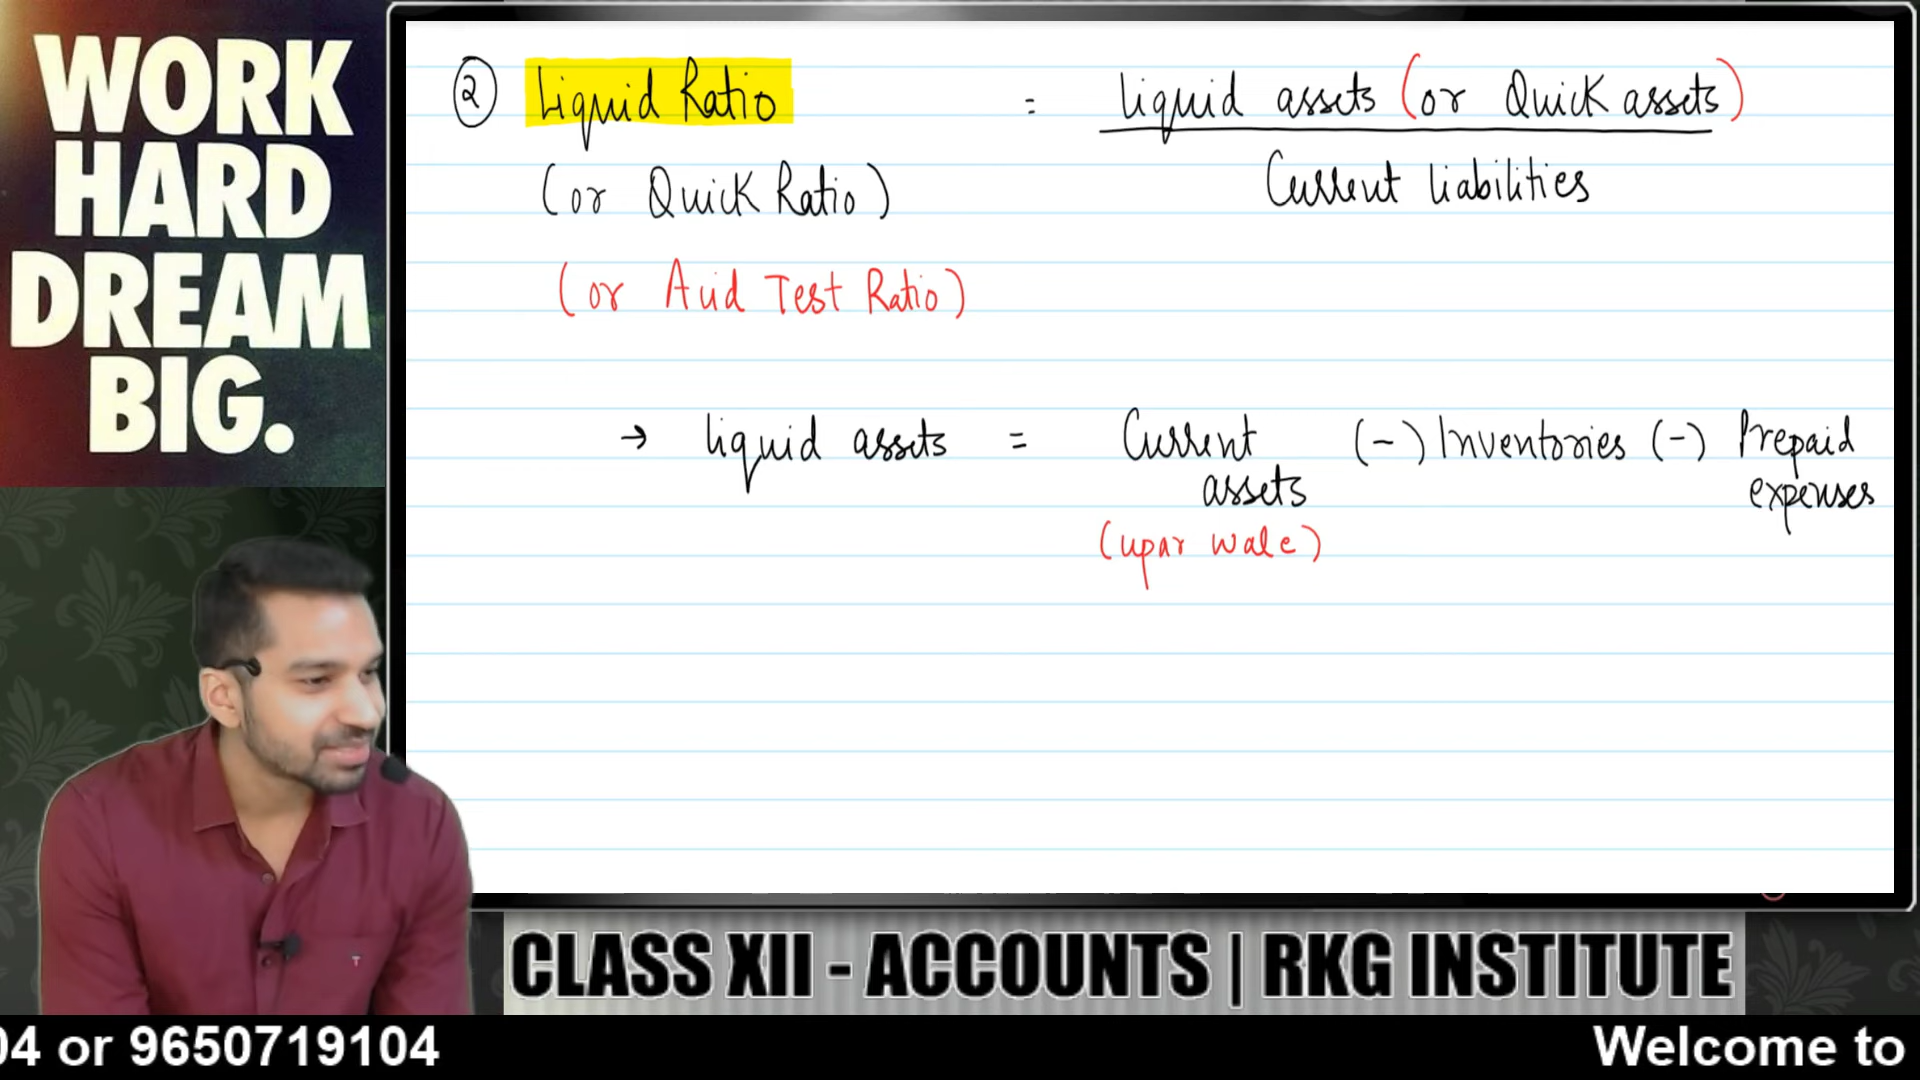 WORK
HARD
DREAM
BIG.
② Liquid Ratio = liquid assets (or Quick assets)
Current liabilities
(or Quick Ratio)
(or Acid Test Ratio)
→ liquid assets = Current assets (-) Inventories (-) Prepaid expenses
(upar wale)
CLASS XII - ACCOUNTS | RKG INSTITUTE
04 or 9650719104 Welcome to